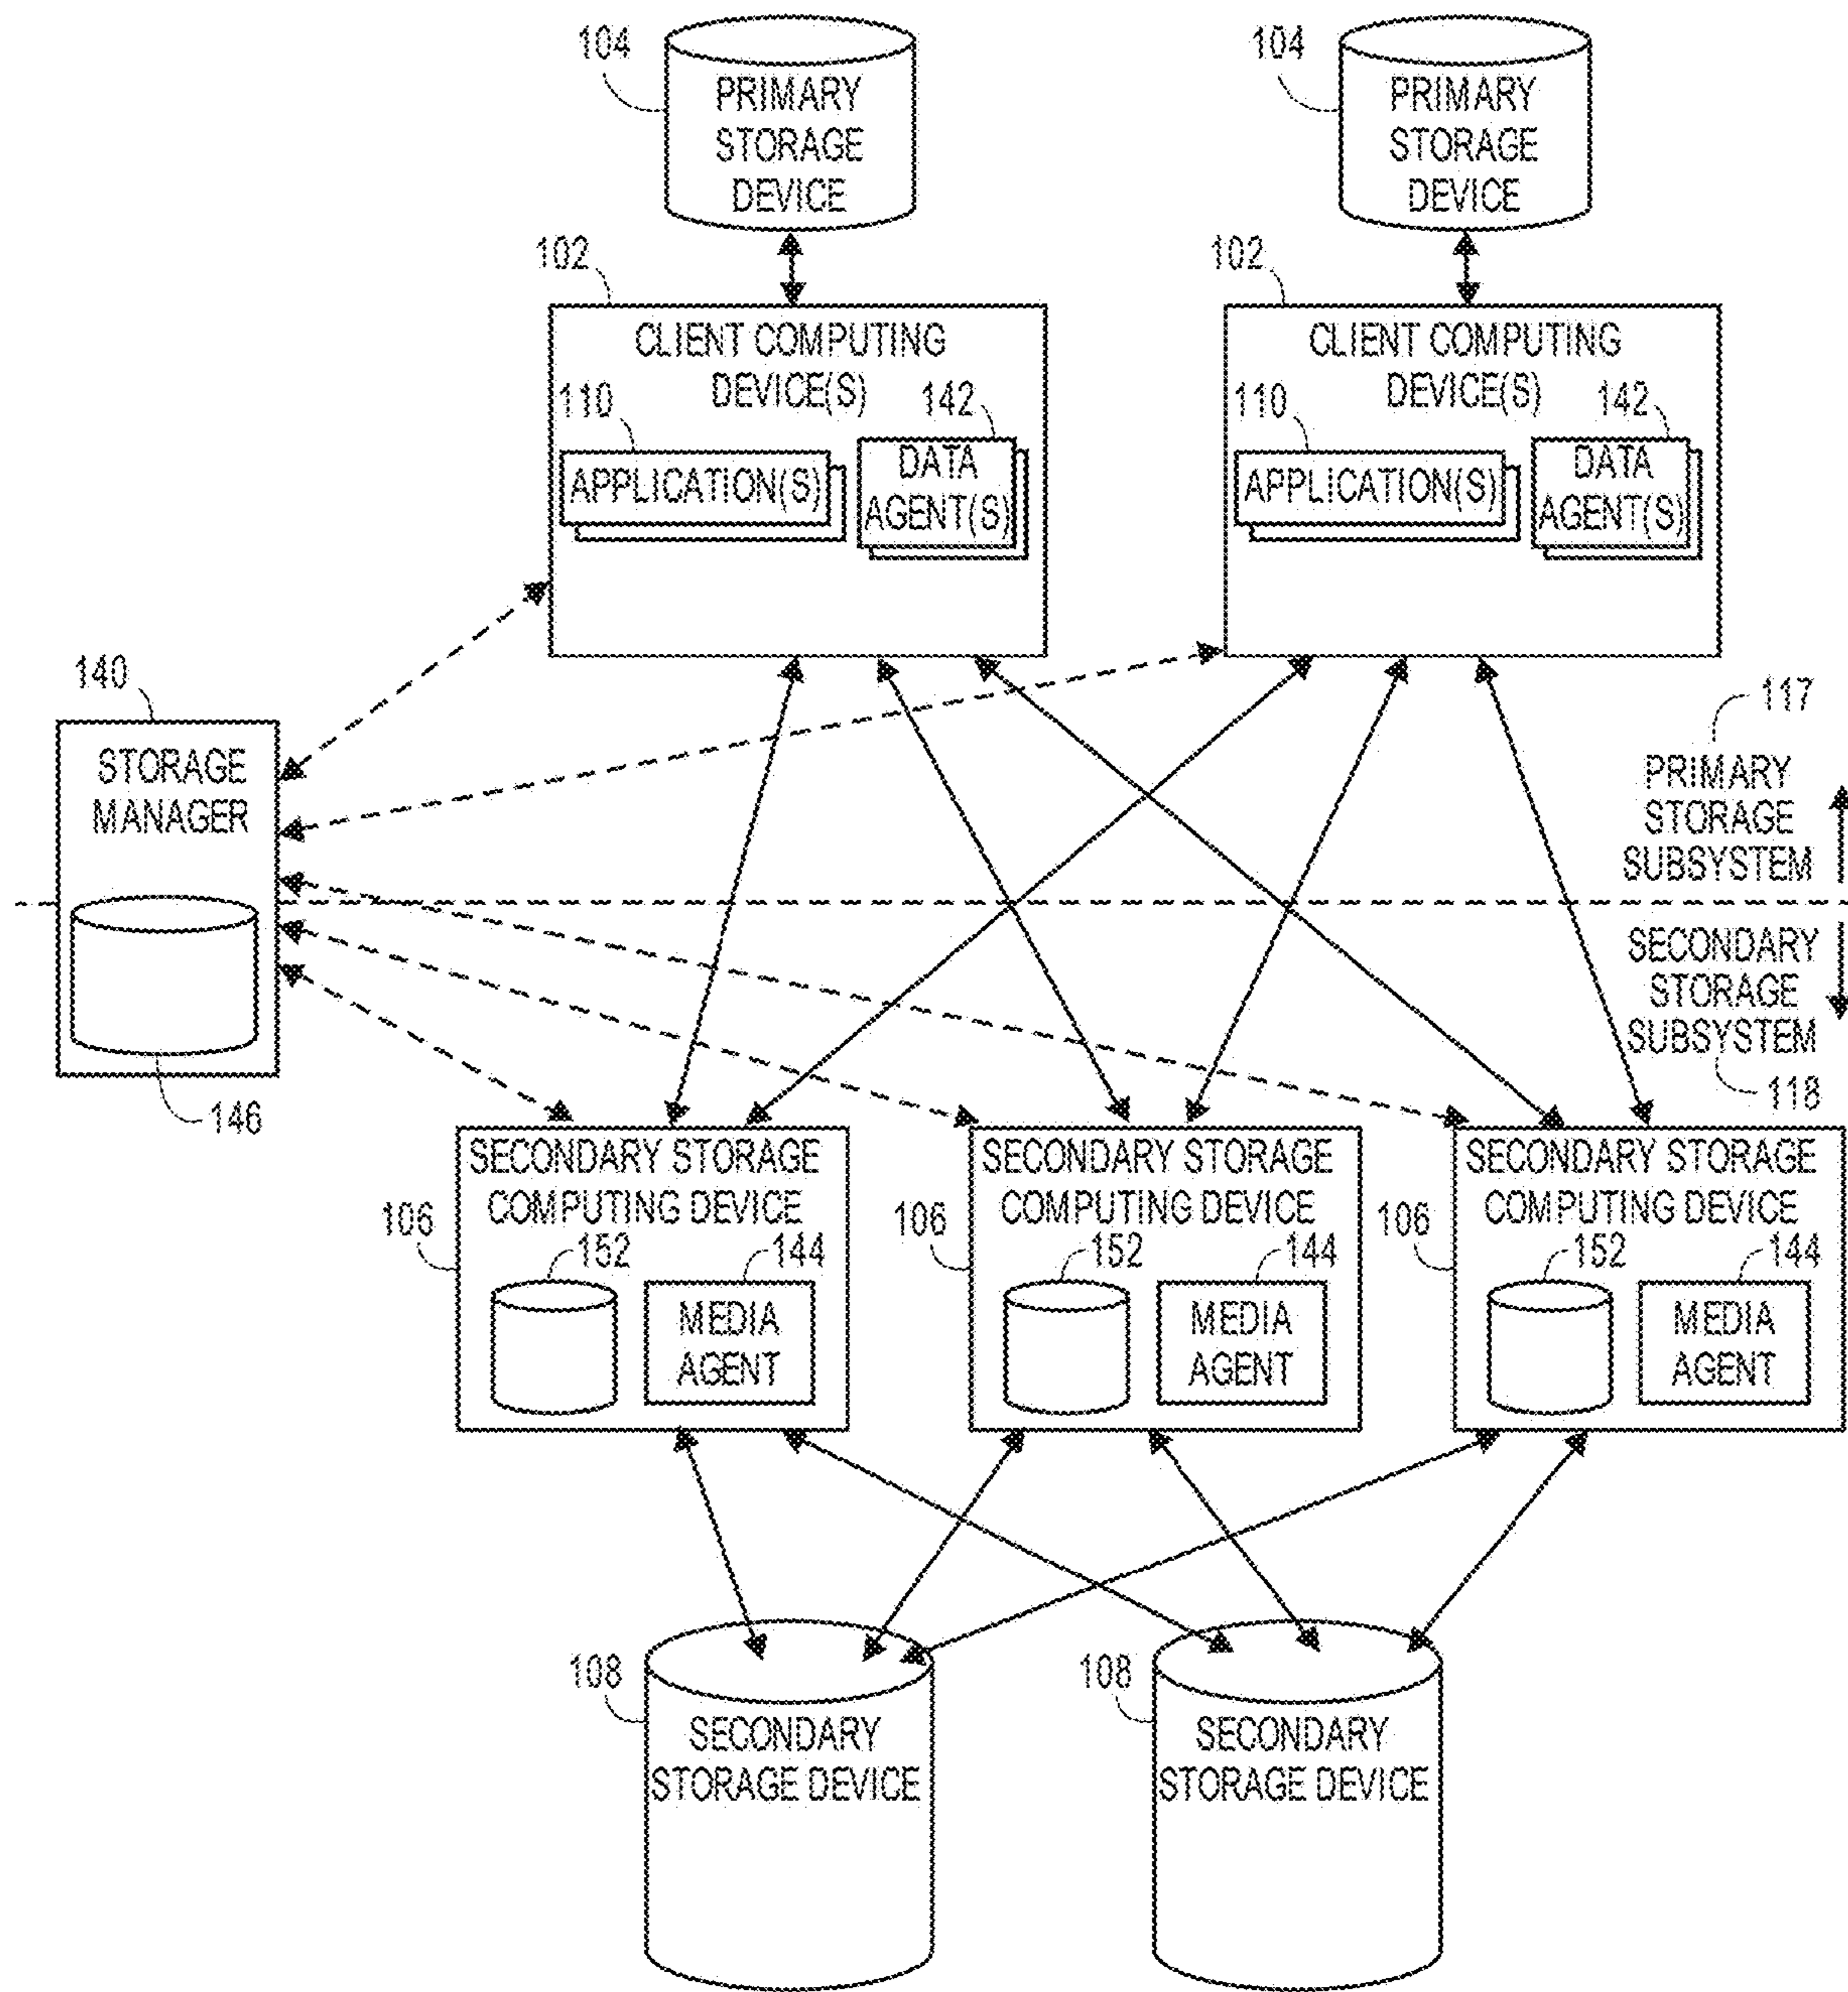 104
PRIMARY
STORAGE
DEVICE
104
PRIMARY
STORAGE
DEVICE
102
CLIENT COMPUTING
DEVICE(S)
110
142
APPLICATION(S)
DATA
AGENT(S)
102
CLIENT COMPUTING
DEVICE(S)
110
142
APPLICATION(S)
DATA
AGENT(S)
140
STORAGE
MANAGER
146
117
PRIMARY
STORAGE
SUBSYSTEM
SECONDARY
STORAGE
SUBSYSTEM
118
106
SECONDARY STORAGE
COMPUTING DEVICE
152
144
MEDIA
AGENT
106
SECONDARY STORAGE
COMPUTING DEVICE
152
144
MEDIA
AGENT
106
SECONDARY STORAGE
COMPUTING DEVICE
152
144
MEDIA
AGENT
108
SECONDARY
STORAGE DEVICE
108
SECONDARY
STORAGE DEVICE